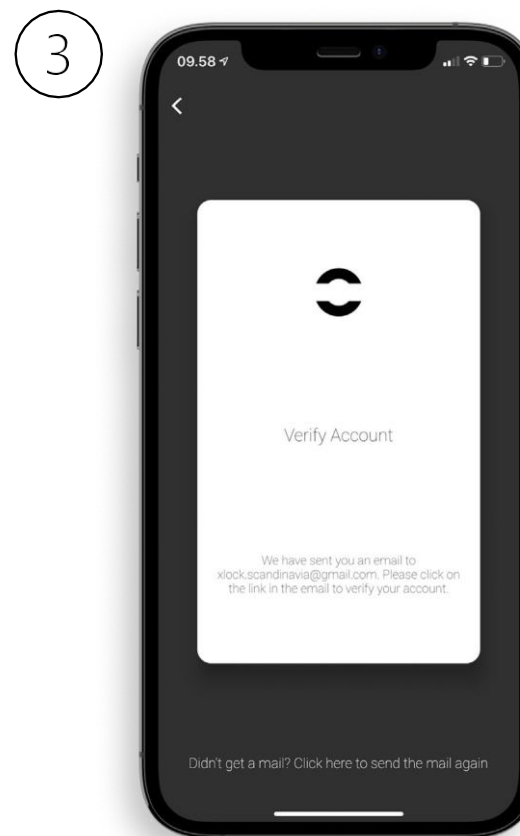 3
09.58
Verify Account
We have sent you an email to
xlock.scandinavia@gmail.com. Please click on
the link in the email to verify your account.
Didn't get a mail? Click here to send the mail again